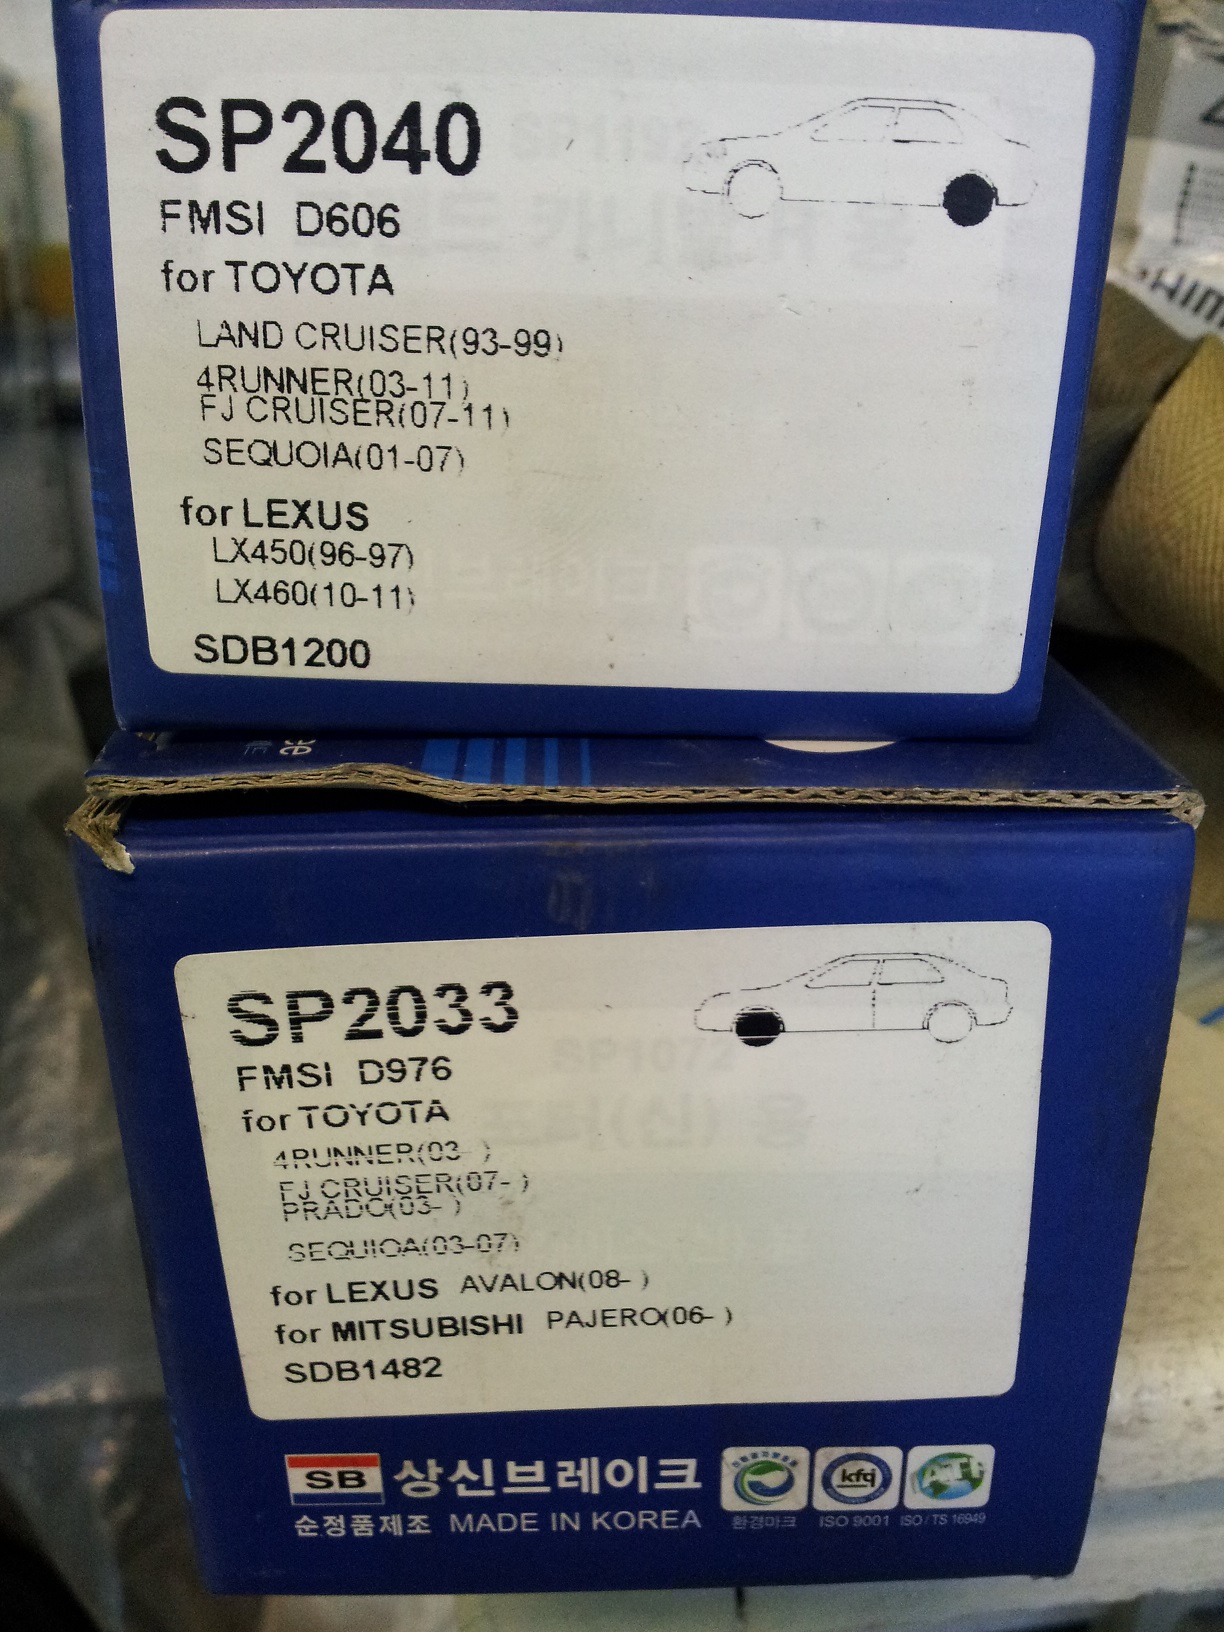 SP2040
FMSI D606
for TOYOTA
LAND CRUISER(93-99)
4RUNNER(03-11)
FJ CRUISER(07-11)
SEQUOIA(01-07)
for LEXUS
LX450(96-97)
LX460(10-11)
SDB1200
SP2033
FMSI D976
for TOYOTA
4RUNNER(03- )
FJ CRUISER(07- )
PRADO(03- )
SEQUIOA(03-07)
for LEXUS AVALON(08- )
for MITSUBISHI PAJERO(06- )
SDB1482
SB 상신브레이크
순정품제조 MADE IN KOREA
kfq
환경마크 ISO 9001 ISO / TS 16949
SP1072